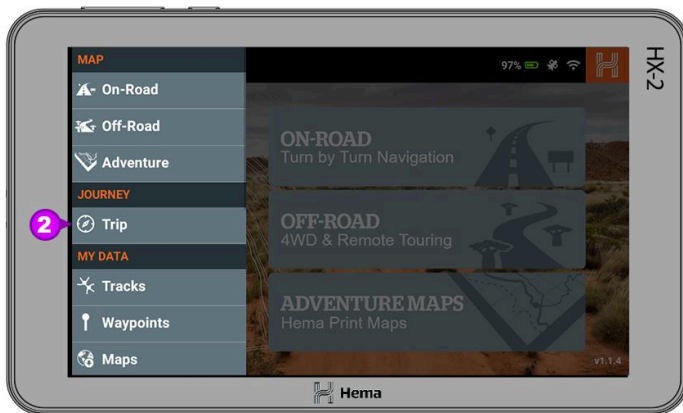 MAP
On-Road
Off-Road
Adventure
JOURNEY
2
Trip
MY DATA
Tracks
Waypoints
Maps
97%
ON-ROAD
Turn by Turn Navigation
OFF-ROAD
4WD & Remote Touring
ADVENTURE MAPS
Hema Print Maps
v1.1.4
Hema
HX-2